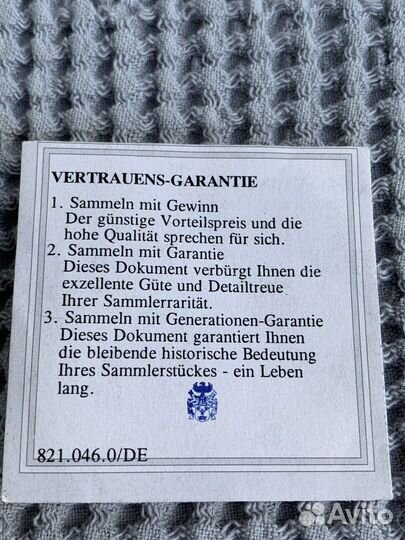 VERTRAUENS-GARANTIE
1. Sammeln mit Gewinn
Der günstige Vorteilspreis und die
hohe Qualität sprechen für sich.
2. Sammeln mit Garantie
Dieses Dokument verbürgt Ihnen die
exzellente Güte und Detailtreue
Ihrer Sammlerrarität.
3. Sammeln mit Generationen-Garantie
Dieses Dokument garantiert Ihnen
die bleibende historische Bedeutung
Ihres Sammlerstückes - ein Leben
lang.
821.046.0/DE
Avito